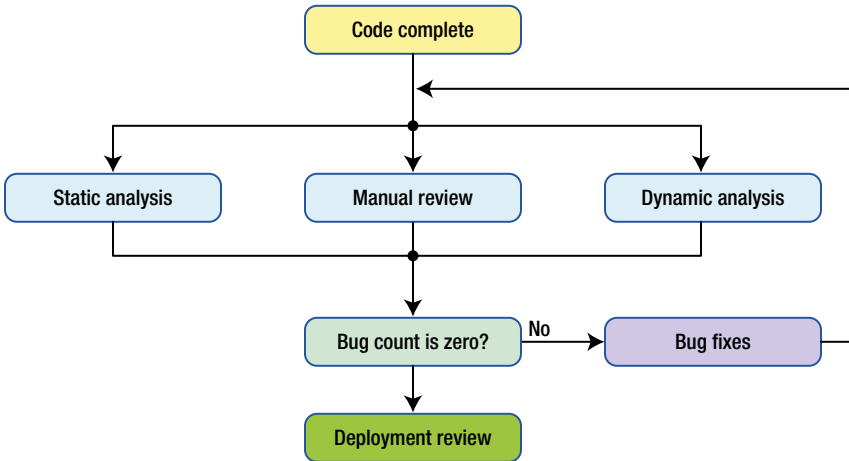 Code complete
Static analysis
Manual review
Dynamic analysis
Bug count is zero?
No
Bug fixes
Deployment review